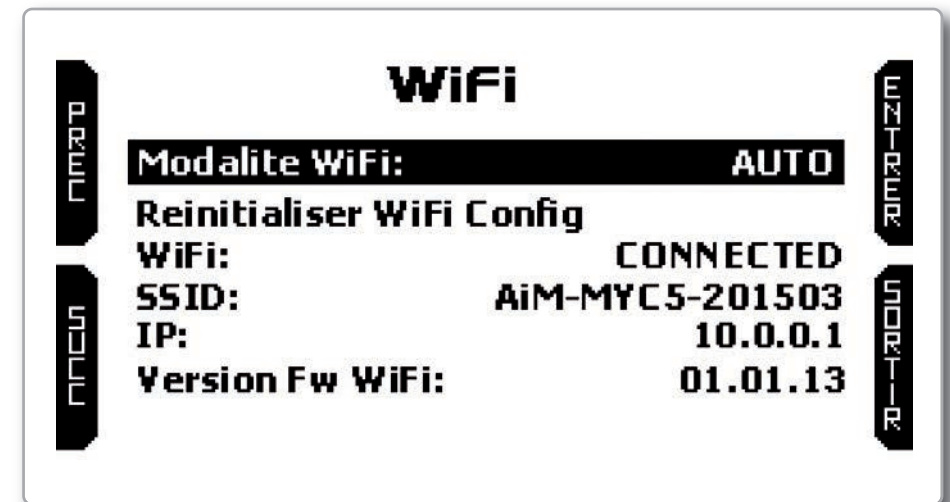 WiFi
PREC
ENTRER
Modalite WiFi: AUTO
Reinitialiser WiFi Config
WiFi: CONNECTED
SSID: AiM-MYC5-201503
IP: 10.0.0.1
Version Fw WiFi: 01.01.13
SUCC
SORTIR